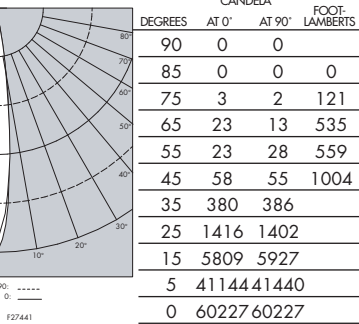 CANDELA
DEGREES AT 0° AT 90° FOOT-LAMBERTS
90 0 0
85 0 0 0
75 3 2 121
65 23 13 535
55 23 28 559
45 58 55 1004
35 380 386
25 1416 1402
15 5809 5927
5 41144 41440
0 60227 60227
80°
70°
60°
50°
40°
30°
20°
10°
90: -----
0: ___
F27441